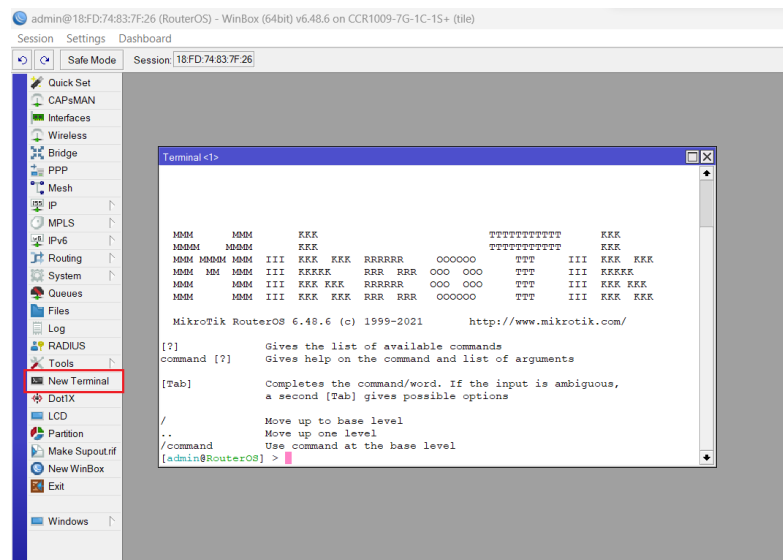 admin@18:FD:74:83:7F:26 (RouterOS) - WinBox (64bit) v6.48.6 on CCR1009-7G-1C-1S+ (tile)
Session Settings Dashboard
Safe Mode Session: 18:FD:74:83:7F:26
Quick Set
CAPsMAN
Interfaces
Wireless
Bridge
PPP
Mesh
IP
MPLS
IPv6
Routing
System
Queues
Files
Log
RADIUS
Tools
New Terminal
Dot1X
LCD
Partition
Make Supout.rif
New WinBox
Exit
Windows
Terminal <1>
MMM MMM KKK TTTTTTTTTTT KKK
MMMM MMMM KKK TTTTTTTTTTT KKK
MMM MMMM MMM III KKK KKK RRRRRR OOOOOO TTT III KKK KKK
MMM MM MMM III KKKKK RRR RRR OOO OOO TTT III KKKKK
MMM MMM III KKK KKK RRRRRR OOO OOO TTT III KKK KKK
MMM MMM III KKK KKK RRR RRR OOOOOO TTT III KKK KKK
MikroTik RouterOS 6.48.6 (c) 1999-2021 http://www.mikrotik.com/
[?] Gives the list of available commands
command [?] Gives help on the command and list of arguments
[Tab] Completes the command/word. If the input is ambiguous,
a second [Tab] gives possible options
/ Move up to base level
.. Move up one level
/command Use command at the base level
[admin@RouterOS] >